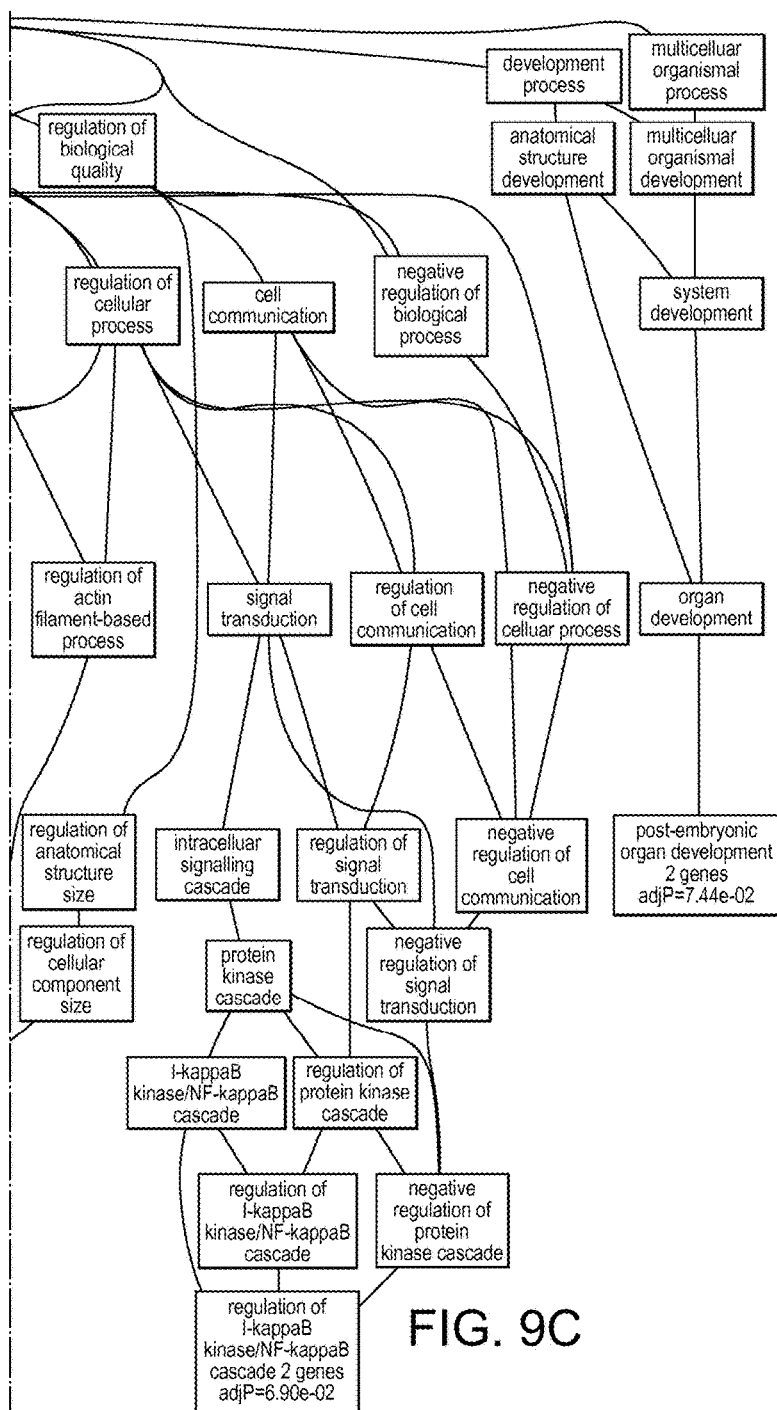 development
process
multicelluar
organismal
process
regulation of
biological
quality
anatomical
structure
development
multicelluar
organismal
development
regulation of
cellular
process
cell
communication
negative
regulation of
biological
process
system
development
regulation of
actin
filament-based
process
signal
transduction
regulation
of cell
communication
negative
regulation of
celluar process
organ
development
regulation of
anatomical
structure
size
intracelluar
signalling
cascade
regulation of
signal
transduction
negative
regulation of
cell
communication
post-embryonic
organ development
2 genes
adjP=7.44e-02
regulation of
cellular
component
size
protein
kinase
cascade
negative
regulation of
signal
transduction
I-kappaB
kinase/NF-kappaB
cascade
regulation of
protein kinase
cascade
regulation of
I-kappaB
kinase/NF-kappaB
cascade
negative
regulation of
protein
kinase cascade
regulation of
I-kappaB
kinase/NF-kappaB
cascade 2 genes
adjP=6.90e-02
FIG. 9C